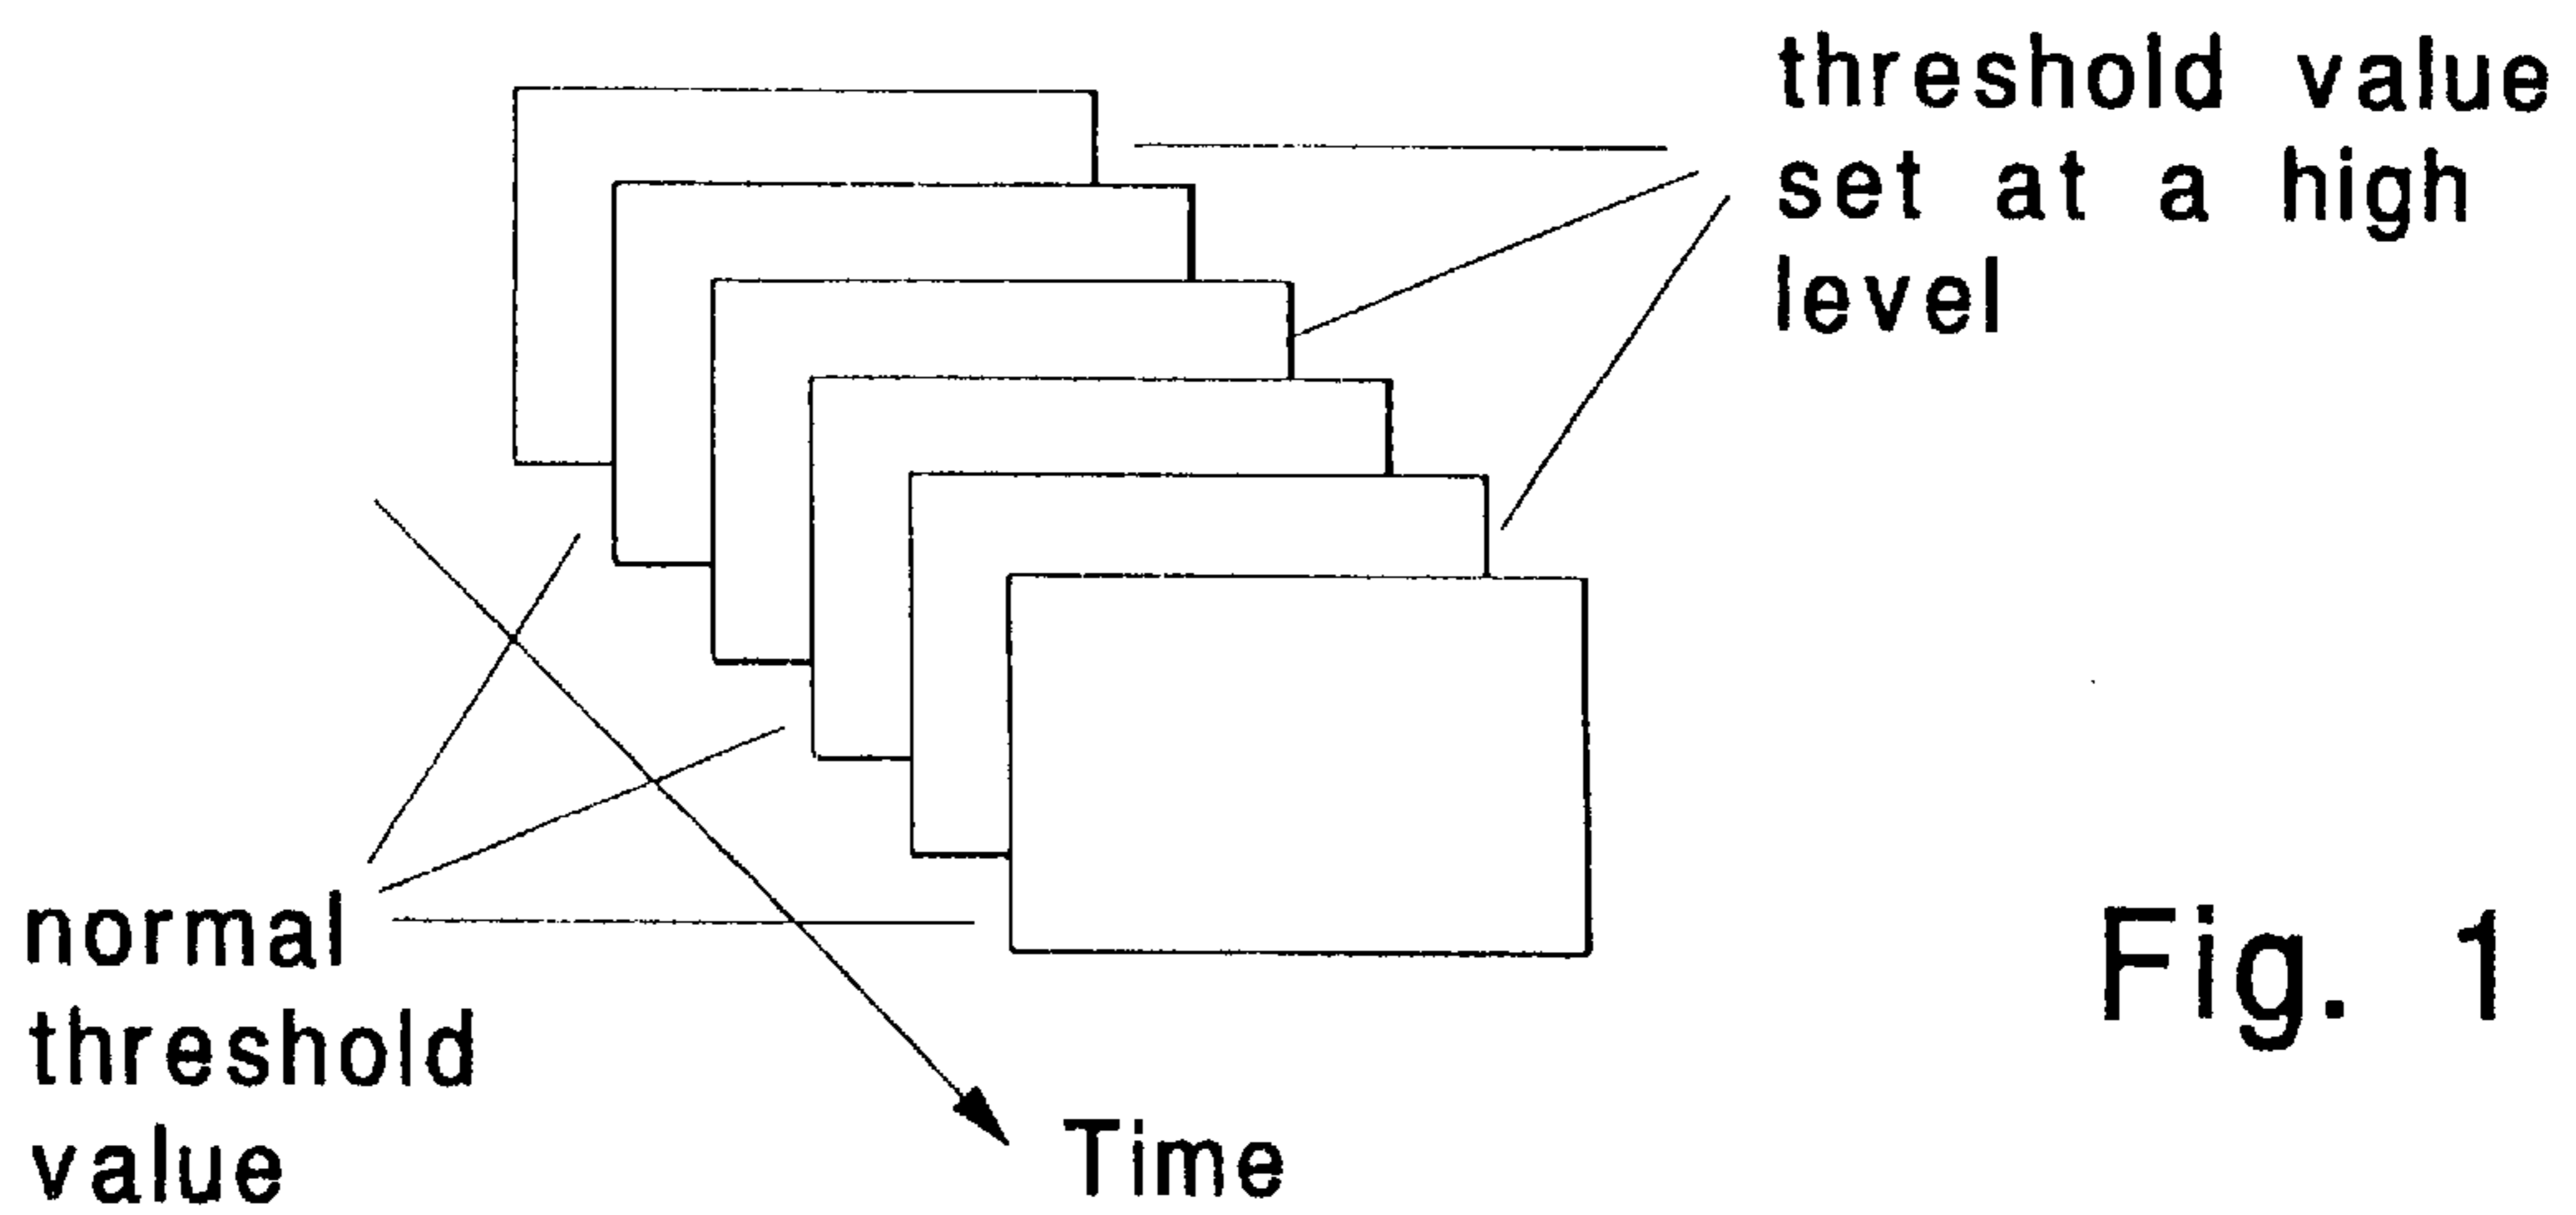 threshold value
set at a high
level
normal
threshold
value
Time
Fig. 1